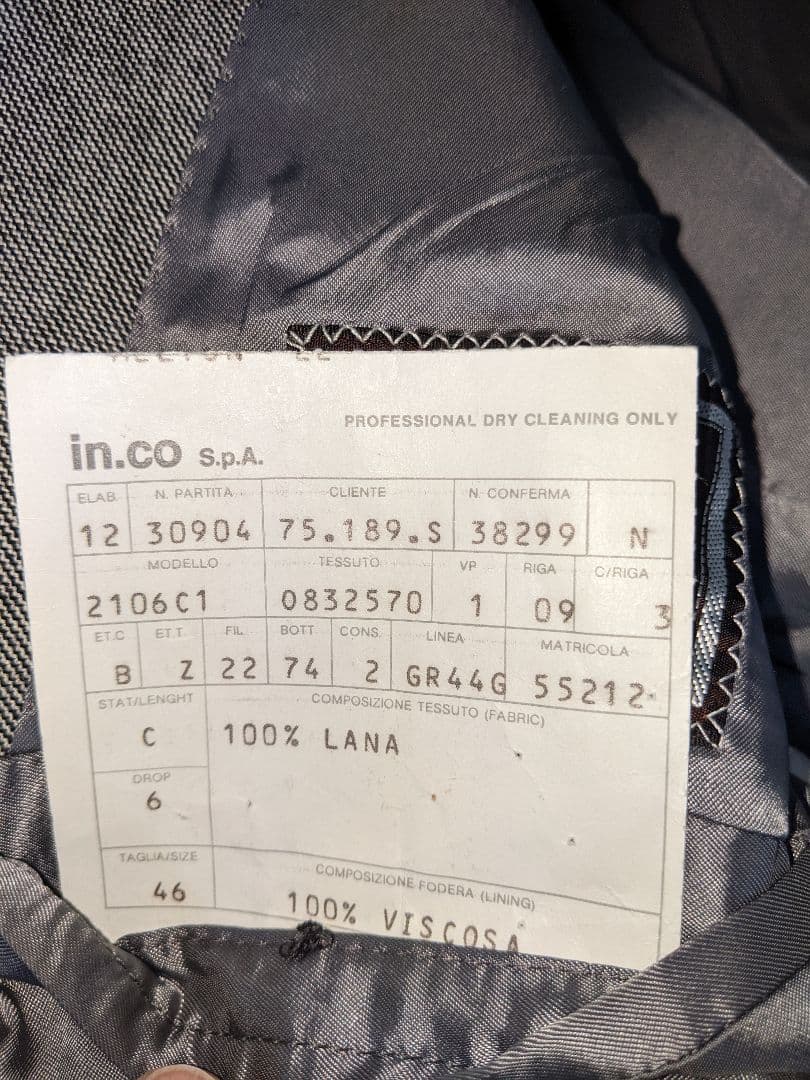 PROFESSIONAL DRY CLEANING ONLY
in.co S.p.A.
ELAB. N. PARTITA CLIENTE N. CONFERMA
12 30904 75.189.S 38299 N
MODELLO TESSUTO VP RIGA C/RIGA
2106C1 0832570 1 09 3
ET.C ET.T. FIL. BOTT. CONS. LINEA MATRICOLA
B Z 22 74 2 GR44G 55212
STAT/LENGHT COMPOSIZIONE TESSUTO (FABRIC)
C 100% LANA
DROP
6
TAGLIA/SIZE COMPOSIZIONE FODERA (LINING)
46 100% VISCOSA